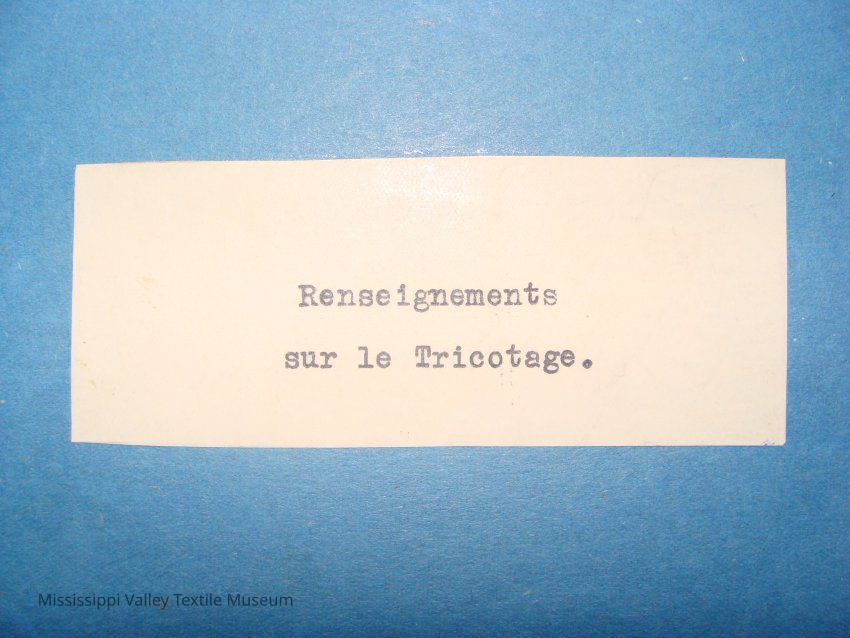 Renseignements
sur le Tricotage.
Mississippi Valley Textile Museum